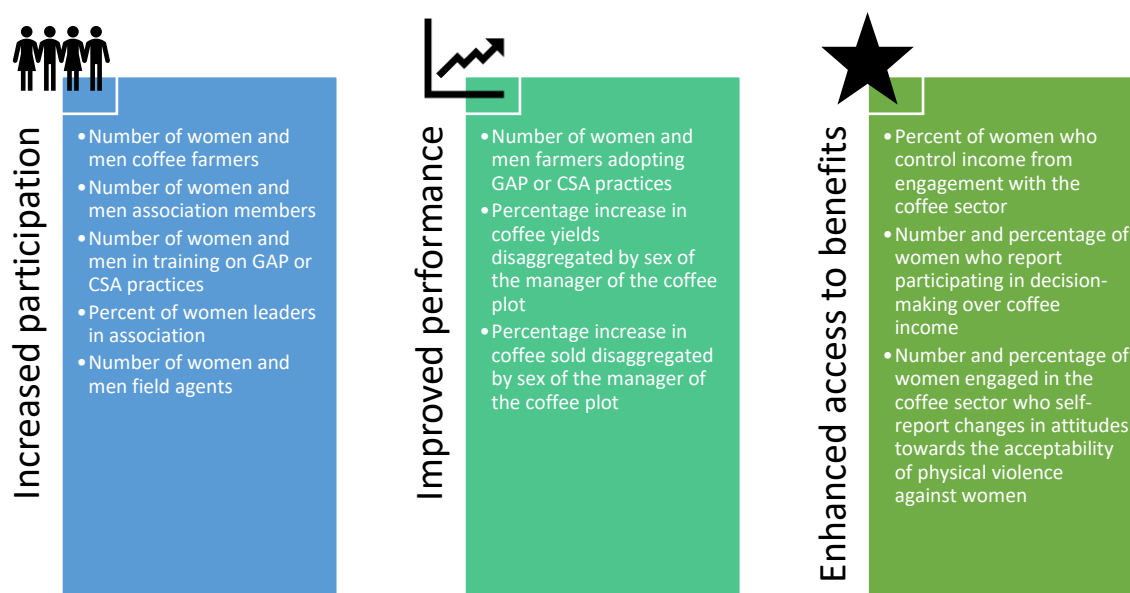 Increased participation
•Number of women and
men coffee farmers
•Number of women and
men association members
•Number of women and
men in training on GAP or
CSA practices
•Percent of women leaders
in association
•Number of women and
men field agents
Improved performance
•Number of women and
men farmers adopting
GAP or CSA practices
•Percentage increase in
coffee yields
disaggregated by sex of
the manager of the coffee
plot
•Percentage increase in
coffee sold disaggregated
by sex of the manager of
the coffee plot
Enhanced access to benefits
•Percent of women who
control income from
engagement with the
coffee sector
•Number and percentage of
women who report
participating in decision-
making over coffee
income
•Number and percentage of
women engaged in the
coffee sector who self-
report changes in attitudes
towards the acceptability
of physical violence
against women